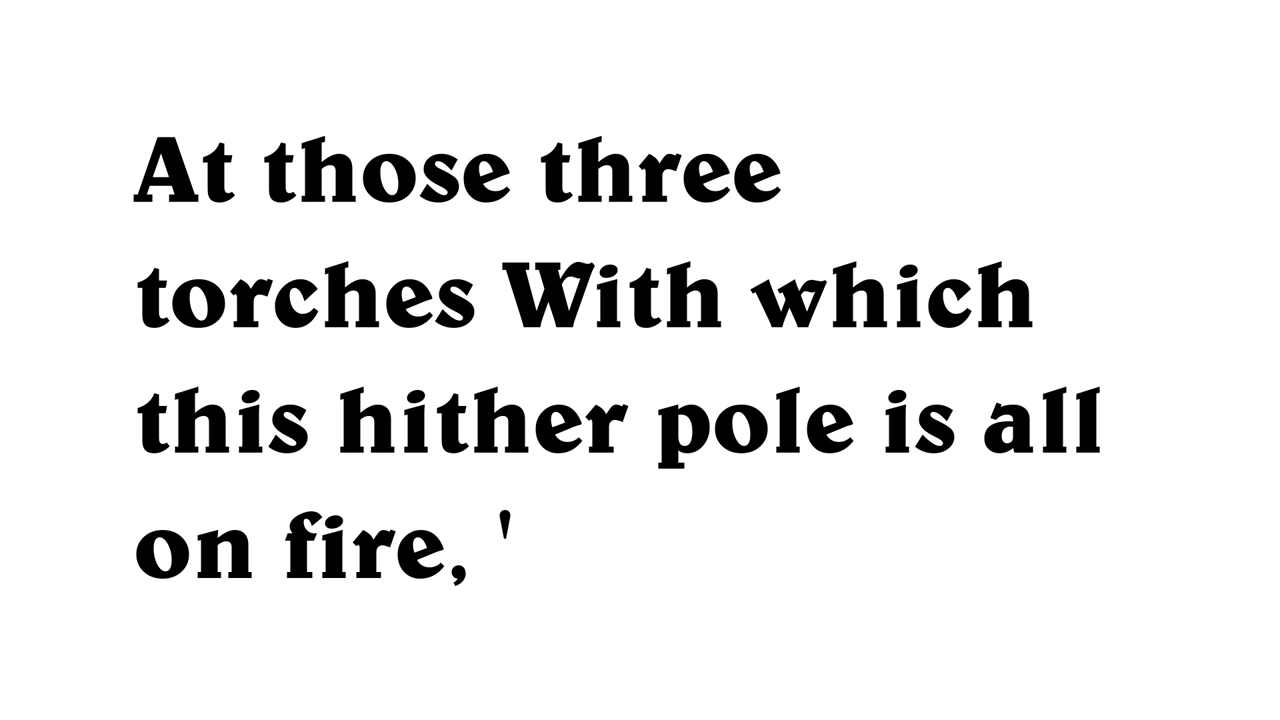 At those three
torches With which
this hither pole is all
on fire, '